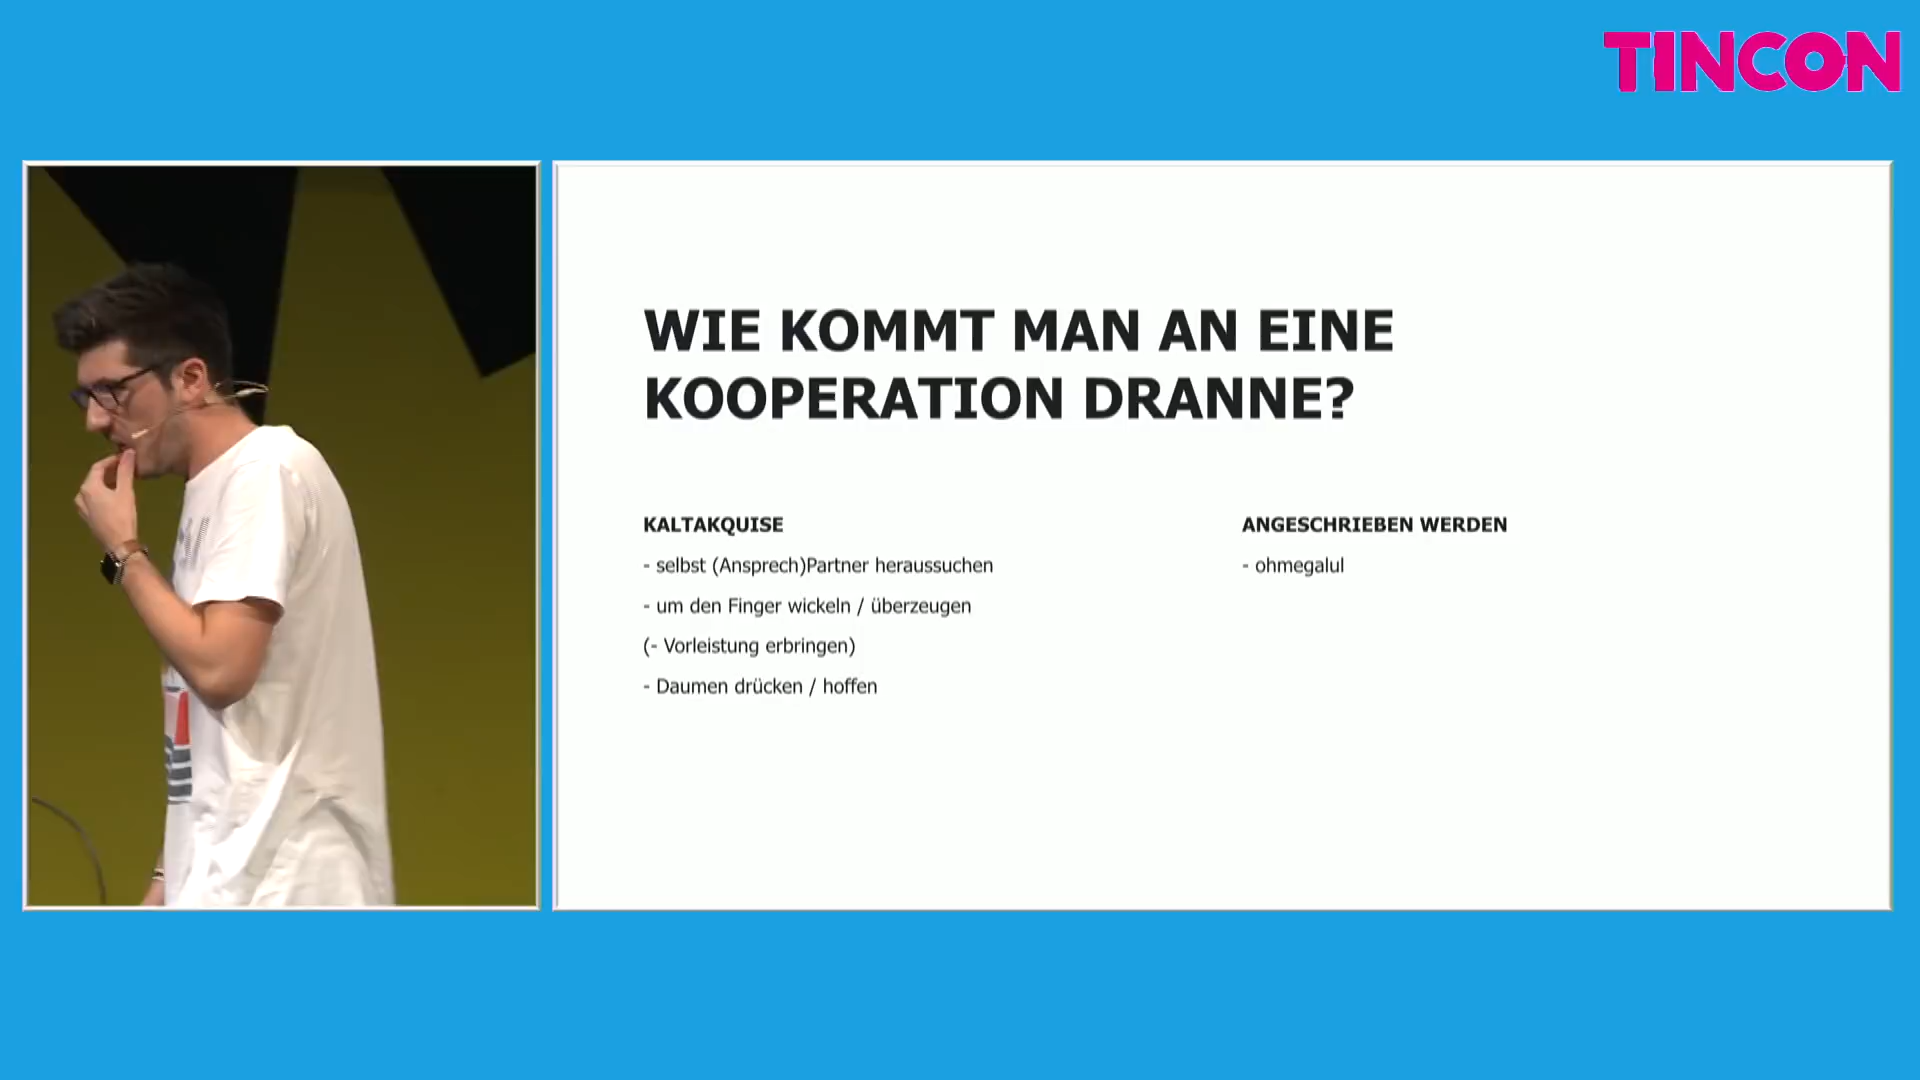 TINCON
WIE KOMMT MAN AN EINE
KOOPERATION DRANNE?
KALTAKQUISE
- selbst (Ansprech)Partner heraussuchen
- um den Finger wickeln / überzeugen
(- Vorleistung erbringen)
- Daumen drücken / hoffen
ANGESCHRIEBEN WERDEN
- ohmegalul